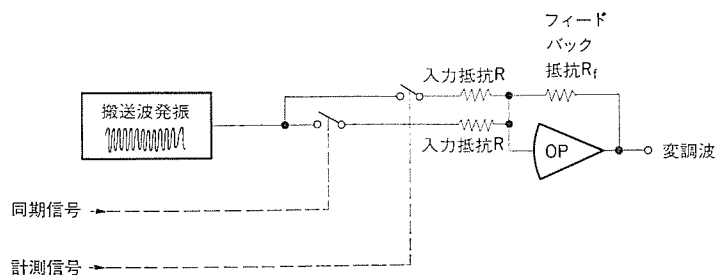 フィード
バック
抵抗Rf
入力抵抗R
搬送波発振
入力抵抗R
OP
変調波
同期信号
計測信号